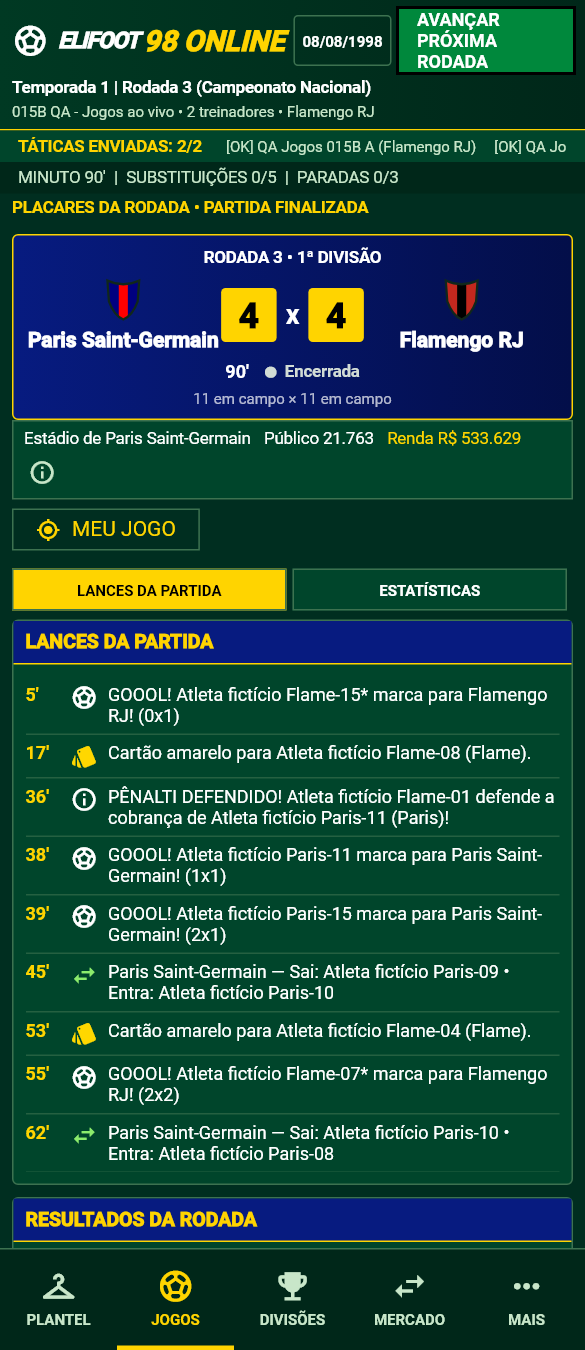 ELIFOOT 98 ONLINE
08/08/1998
AVANÇAR
PRÓXIMA
RODADA
Temporada 1 | Rodada 3 (Campeonato Nacional)
015B QA - Jogos ao vivo • 2 treinadores • Flamengo RJ
TÁTICAS ENVIADAS: 2/2 [OK] QA Jogos 015B A (Flamengo RJ) [OK] QA Jo
MINUTO 90' | SUBSTITUIÇÕES 0/5 | PARADAS 0/3
PLACARES DA RODADA • PARTIDA FINALIZADA
RODADA 3 • 1ª DIVISÃO
4 x 4
Paris Saint-Germain Flamengo RJ
90' Encerrada
11 em campo × 11 em campo
Estádio de Paris Saint-Germain Público 21.763 Renda R$ 533.629
MEU JOGO
LANCES DA PARTIDA ESTATÍSTICAS
LANCES DA PARTIDA
5' GOOOL! Atleta fictício Flame-15* marca para Flamengo
RJ! (0x1)
17' Cartão amarelo para Atleta fictício Flame-08 (Flame).
36' PÊNALTI DEFENDIDO! Atleta fictício Flame-01 defende a
cobrança de Atleta fictício Paris-11 (Paris)!
38' GOOOL! Atleta fictício Paris-11 marca para Paris Saint-
Germain! (1x1)
39' GOOOL! Atleta fictício Paris-15 marca para Paris Saint-
Germain! (2x1)
45' Paris Saint-Germain — Sai: Atleta fictício Paris-09 •
Entra: Atleta fictício Paris-10
53' Cartão amarelo para Atleta fictício Flame-04 (Flame).
55' GOOOL! Atleta fictício Flame-07* marca para Flamengo
RJ! (2x2)
62' Paris Saint-Germain — Sai: Atleta fictício Paris-10 •
Entra: Atleta fictício Paris-08
RESULTADOS DA RODADA
PLANTEL JOGOS DIVISÕES MERCADO MAIS